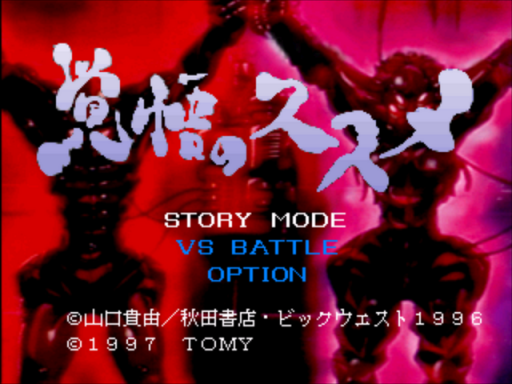 覚悟のススメ
STORY MODE
VS BATTLE
OPTION
©山口貴由／秋田書店・ビックウェスト１９９６
©１９９７　TOMY